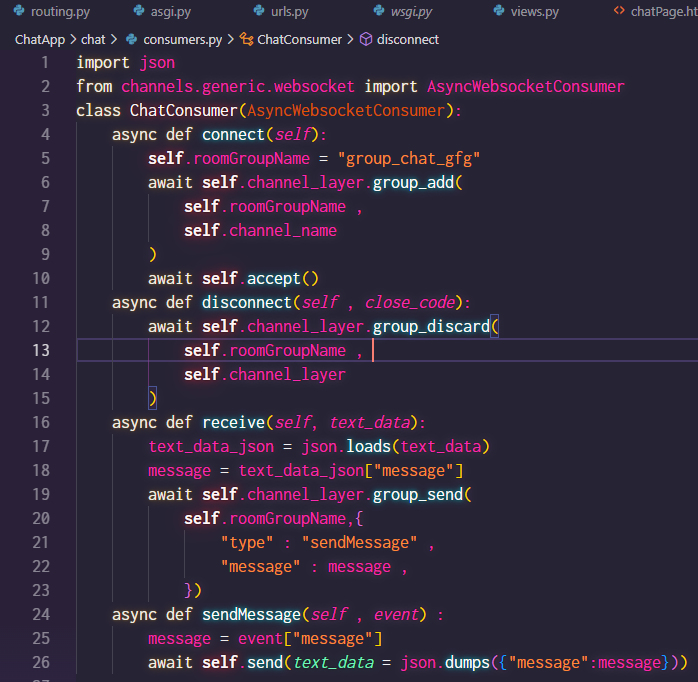 routing.py asgi.py urls.py wsgi.py views.py <> chatPage.ht
ChatApp > chat > consumers.py > ChatConsumer > disconnect
1 import json
2 from channels.generic.websocket import AsyncWebsocketConsumer
3 class ChatConsumer(AsyncWebsocketConsumer):
4     async def connect(self):
5         self.roomGroupName = "group_chat_gfg"
6         await self.channel_layer.group_add(
7             self.roomGroupName ,
8             self.channel_name
9         )
10         await self.accept()
11     async def disconnect(self , close_code):
12         await self.channel_layer.group_discard(
13             self.roomGroupName ,
14             self.channel_layer
15         )
16     async def receive(self, text_data):
17         text_data_json = json.loads(text_data)
18         message = text_data_json["message"]
19         await self.channel_layer.group_send(
20             self.roomGroupName,{
21                 "type" : "sendMessage" ,
22                 "message" : message ,
23             })
24     async def sendMessage(self , event) :
25         message = event["message"]
26         await self.send(text_data = json.dumps({"message":message}))